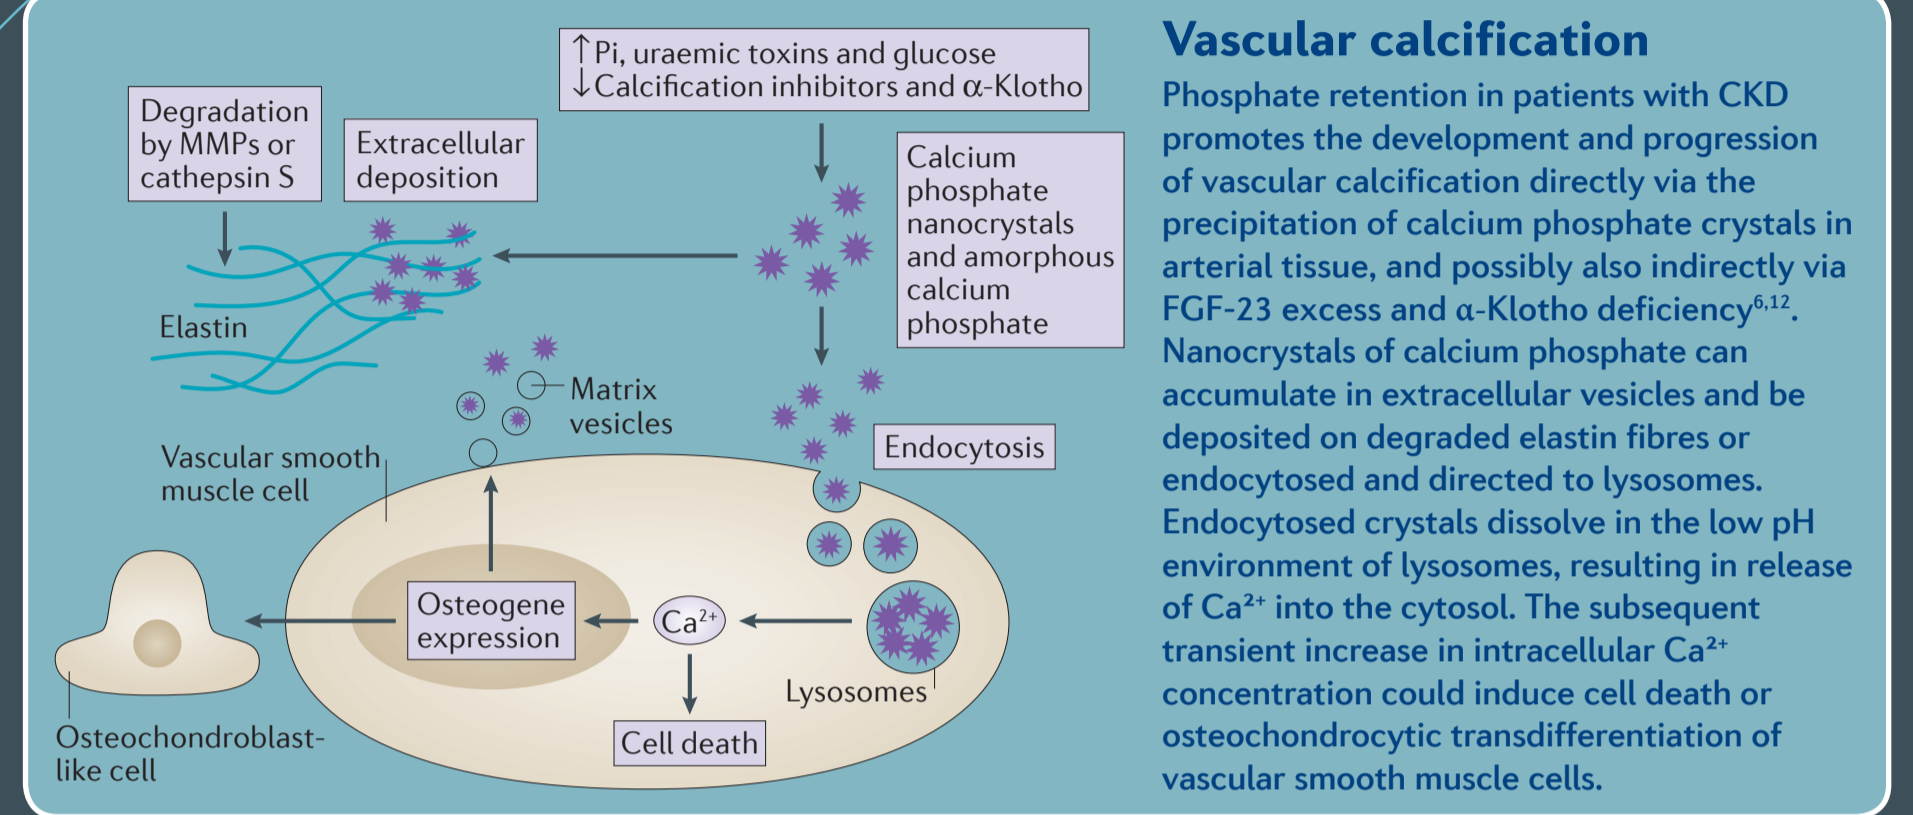 ↑Pi, uraemic toxins and glucose
↓Calcification inhibitors and α-Klotho
Degradation
by MMPs or
cathepsin S
Extracellular
deposition
Calcium
phosphate
nanocrystals
and amorphous
calcium
phosphate
Elastin
Matrix
vesicles
Vascular smooth
muscle cell
Endocytosis
Osteogene
expression
Ca²⁺
Lysosomes
Cell death
Osteochondroblast-
like cell
Vascular calcification
Phosphate retention in patients with CKD
promotes the development and progression
of vascular calcification directly via the
precipitation of calcium phosphate crystals in
arterial tissue, and possibly also indirectly via
FGF-23 excess and α-Klotho deficiency⁶,¹².
Nanocrystals of calcium phosphate can
accumulate in extracellular vesicles and be
deposited on degraded elastin fibres or
endocytosed and directed to lysosomes.
Endocytosed crystals dissolve in the low pH
environment of lysosomes, resulting in release
of Ca²⁺ into the cytosol. The subsequent
transient increase in intracellular Ca²⁺
concentration could induce cell death or
osteochondrocytic transdifferentiation of
vascular smooth muscle cells.